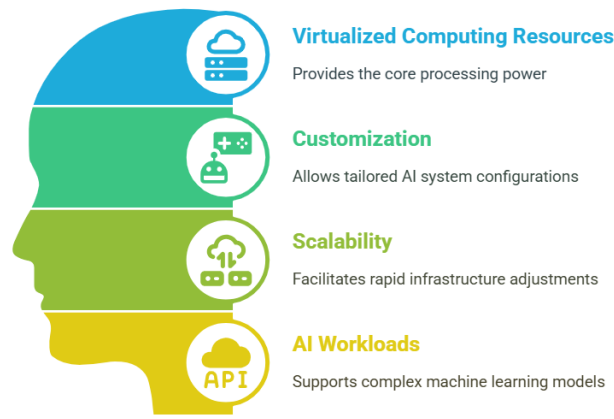 Virtualized Computing Resources
Provides the core processing power
Customization
Allows tailored AI system configurations
Scalability
Facilitates rapid infrastructure adjustments
AI Workloads
Supports complex machine learning models
API